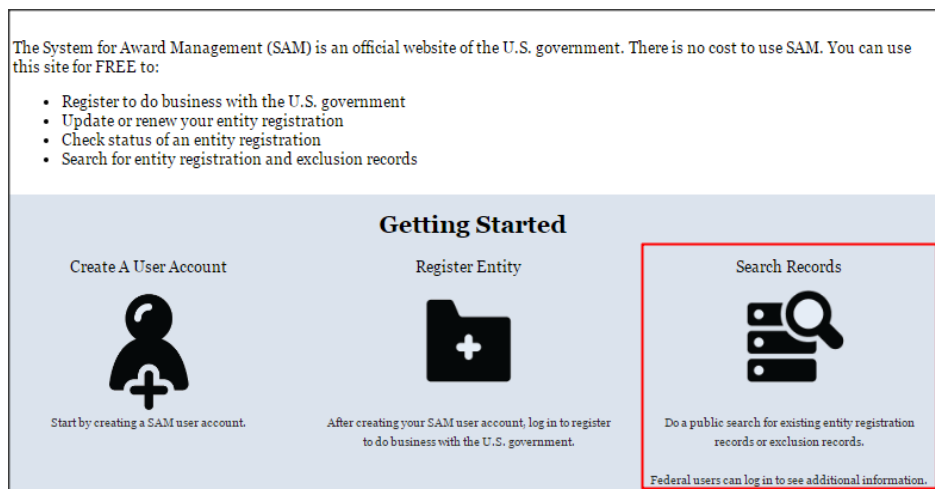 The System for Award Management (SAM) is an official website of the U.S. government. There is no cost to use SAM. You can use
this site for FREE to:
• Register to do business with the U.S. government
• Update or renew your entity registration
• Check status of an entity registration
• Search for entity registration and exclusion records
Getting Started
Create A User Account
Start by creating a SAM user account.
Register Entity
After creating your SAM user account, log in to register
to do business with the U.S. government.
Search Records
Do a public search for existing entity registration
records or exclusion records.
Federal users can log in to see additional information.